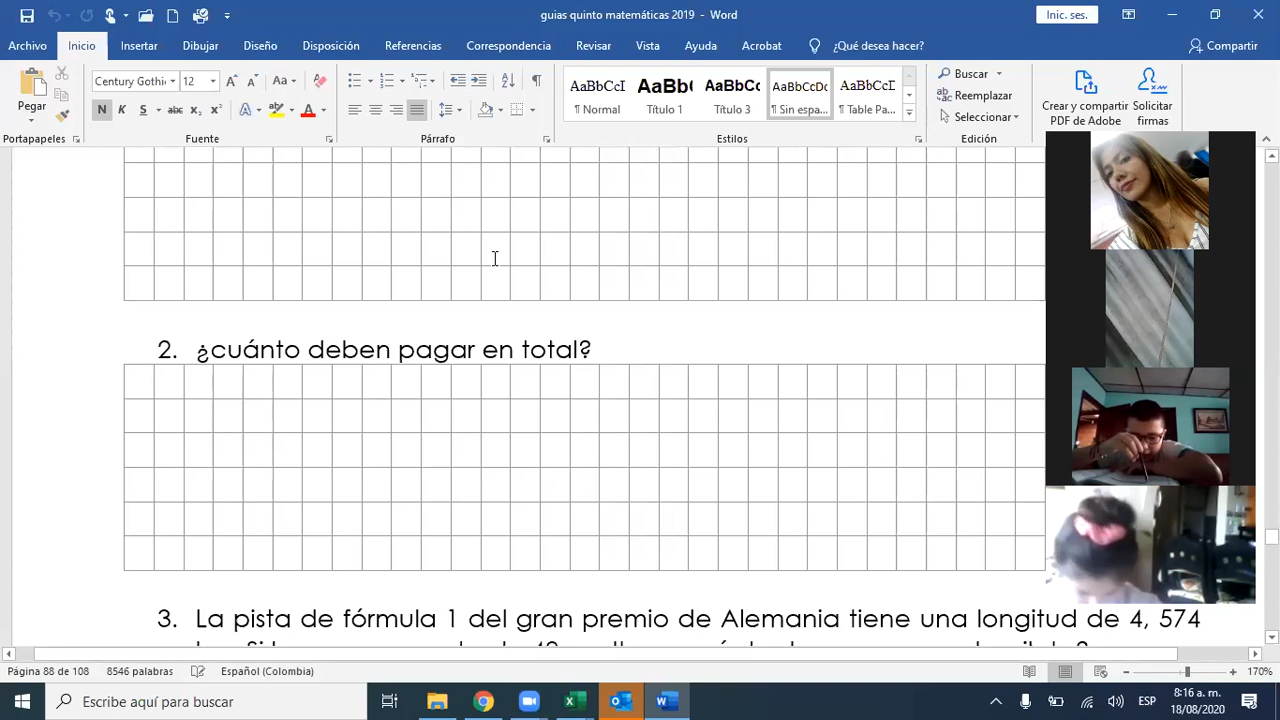 guias quinto matemáticas 2019 - Word
Inic. ses.
Archivo Inicio Insertar Dibujar Diseño Disposición Referencias Correspondencia Revisar Vista Ayuda Acrobat ¿Qué desea hacer? Compartir
Pegar
Century Gothi 12
AaBbCcI AaBb( AaBbCc AaBbCcDc AaBbCcI
¶ Normal Título 1 Título 3 ¶ Sin espa... ¶ Table Pa...
Buscar
Reemplazar
Seleccionar
Crear y compartir PDF de Adobe
Solicitar firmas
Portapapeles Fuente Párrafo Estilos Edición
2. ¿cuánto deben pagar en total?
3. La pista de fórmula 1 del gran premio de Alemania tiene una longitud de 4, 574
Página 88 de 108 8546 palabras Español (Colombia) 170%
Escribe aquí para buscar
ESP
8:16 a. m.
18/08/2020